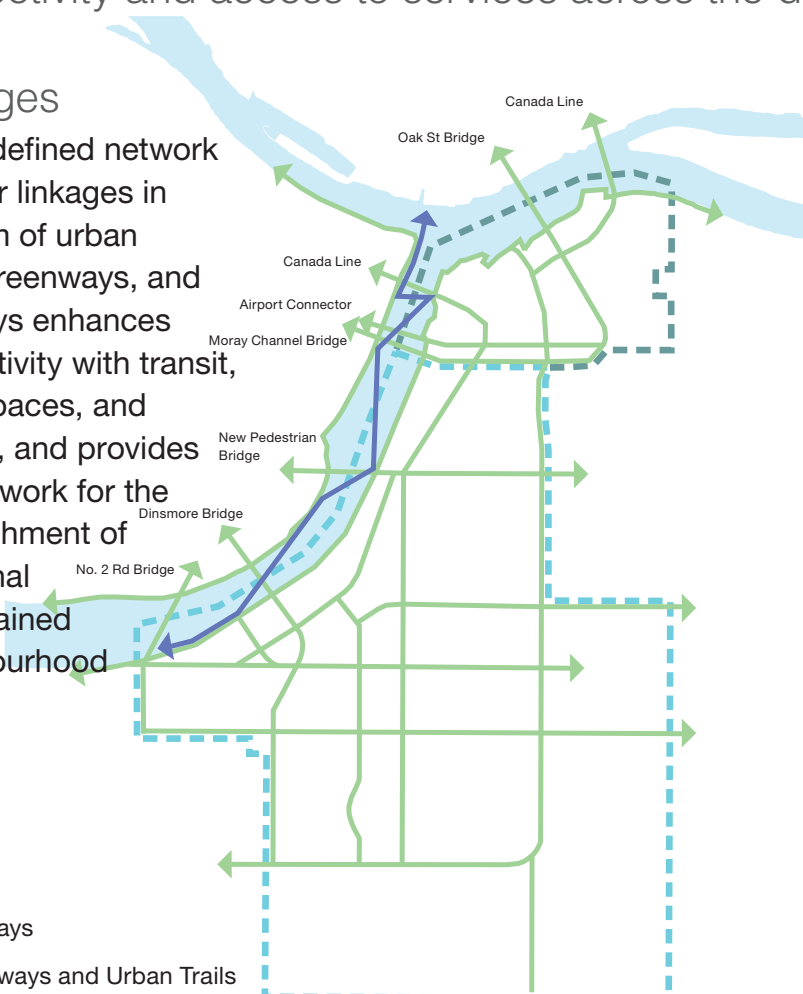 ges
defined network
r linkages in
n of urban
reenways, and
ys enhances
tivity with transit,
paces, and
, and provides
work for the
hment of
nal
ained
ourhood
Canada Line
Oak St Bridge
Canada Line
Airport Connector
Moray Channel Bridge
New Pedestrian
Bridge
Dinsmore Bridge
No. 2 Rd Bridge
ays
ways and Urban Trails